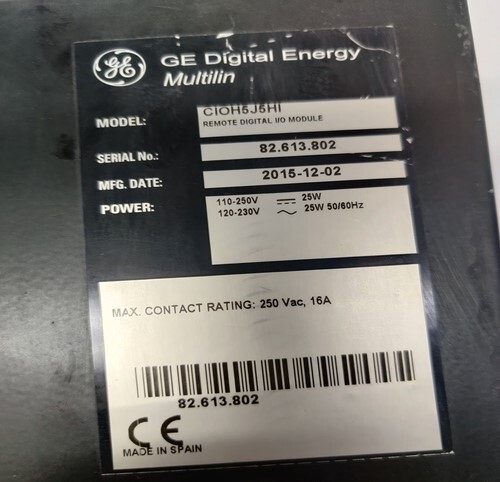 GE
GE Digital Energy
Multilin
MODEL: CIOH5J5HI
REMOTE DIGITAL I/O MODULE
SERIAL No.: 82.613.802
MFG. DATE: 2015-12-02
POWER: 110-250V ⎓ 25W
120-230V ~ 25W 50/60Hz
MAX. CONTACT RATING: 250 Vac, 16A
82.613.802
CE
MADE IN SPAIN